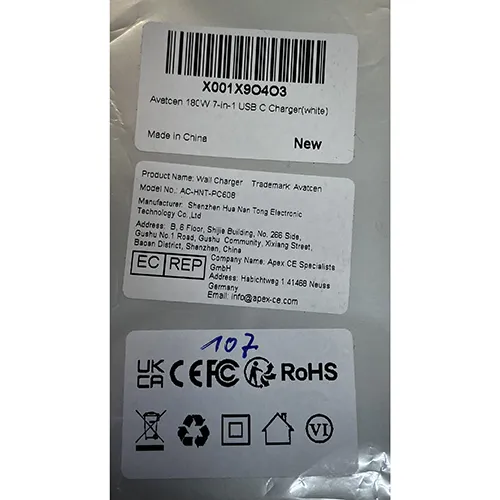 X001X9O4O3
Avatcen 180W 7-in-1 USB C Charger(white)
Made in China
New
Product Name: Wall Charger Trademark: Avatcen
Model No.: AC-HNT-PC608
Manufacturer: Shenzhen Hua Nan Tong Electronic
Technology Co.,Ltd
Address: B, 8 Floor, Shijie Building, No. 266 Side,
Gushu No.1 Road, Gushu Community, Xixiang Street,
Baoan District, Shenzhen, China
EC REP
Company Name: Apex CE Specialists
GmbH
Address: Habichtweg 1 41468 Neuss
Germany
Email: info@apex-ce.com
107
UK
CA
CE FC RoHS
VI